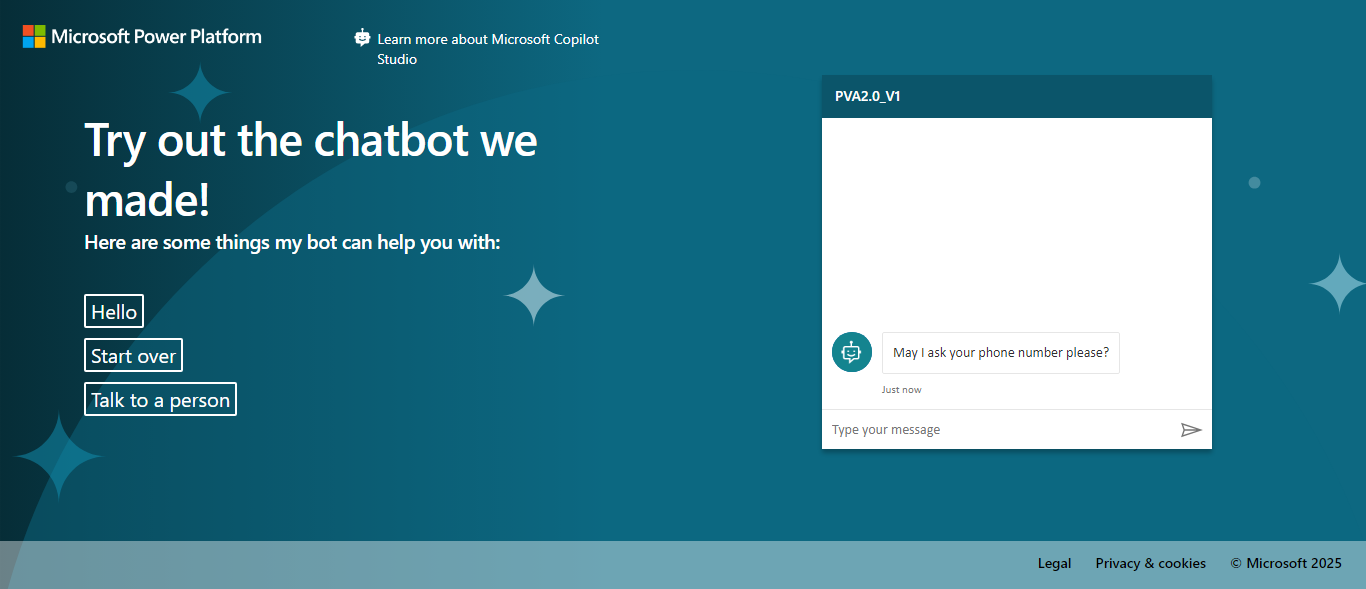 Microsoft Power Platform
Learn more about Microsoft Copilot
Studio
Try out the chatbot we
made!
Here are some things my bot can help you with:
Hello
Start over
Talk to a person
PVA2.0_V1
May I ask your phone number please?
Just now
Type your message
Legal
Privacy & cookies
© Microsoft 2025